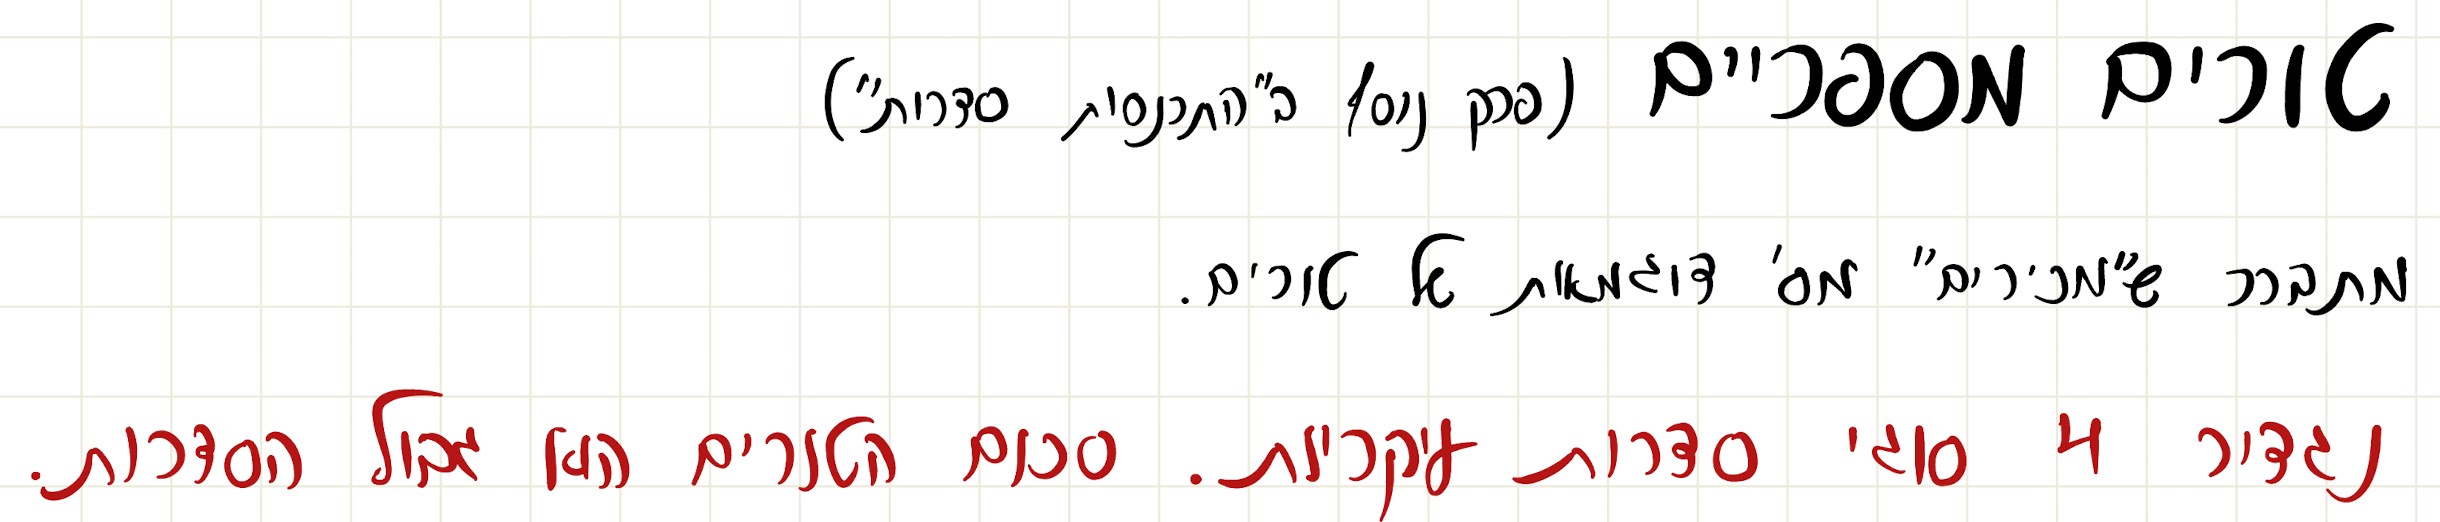 טורים מספריים (פרק נוסף ב"התכנסות סדרות")
מתברר ש"מכירים" מס' דוגמאות של טורים.
נגדיר 4 סוגי סדרות עיקריות. סכום הטורים הוא גבול הסדרות.